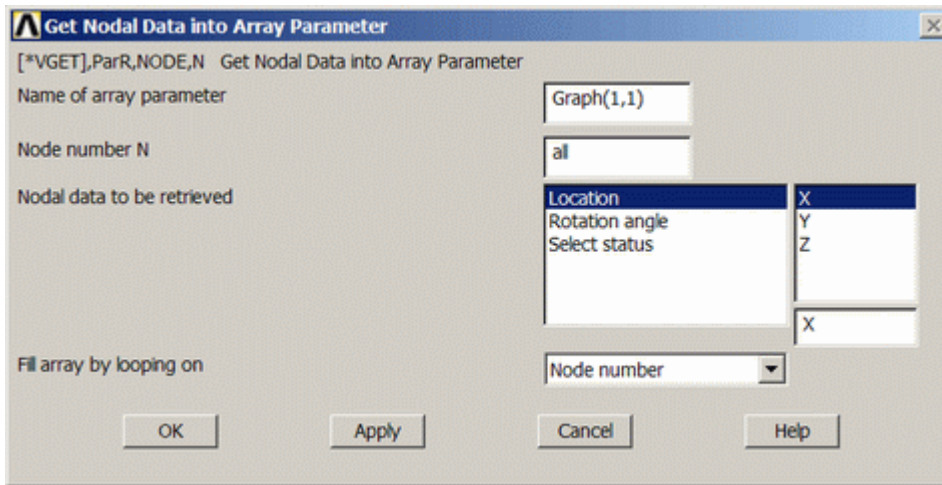 Get Nodal Data into Array Parameter
[*VGET],ParR,NODE,N Get Nodal Data into Array Parameter
Name of array parameter
Graph(1,1)
Node number N
all
Nodal data to be retrieved
Location
Rotation angle
Select status
X
Y
Z
X
Fill array by looping on
Node number
OK
Apply
Cancel
Help